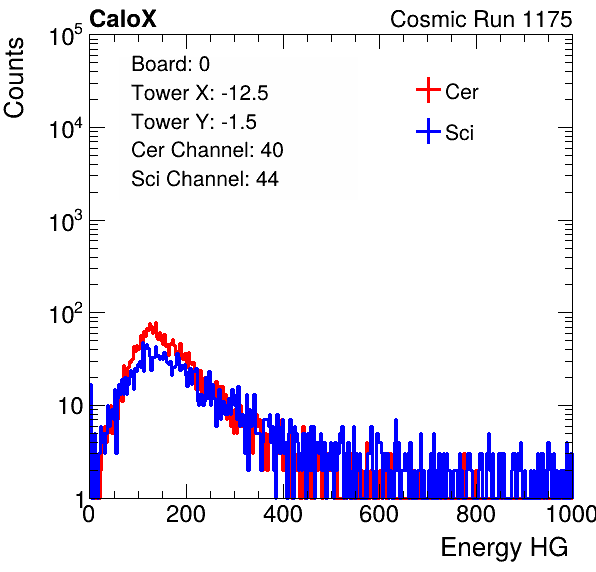 CaloX Cosmic Run 1175
Board: 0
Tower X: -12.5
Tower Y: -1.5
Cer Channel: 40
Sci Channel: 44
Cer
Sci
Counts
10^5
10^4
10^3
10^2
10
1
0 200 400 600 800 1000
Energy HG